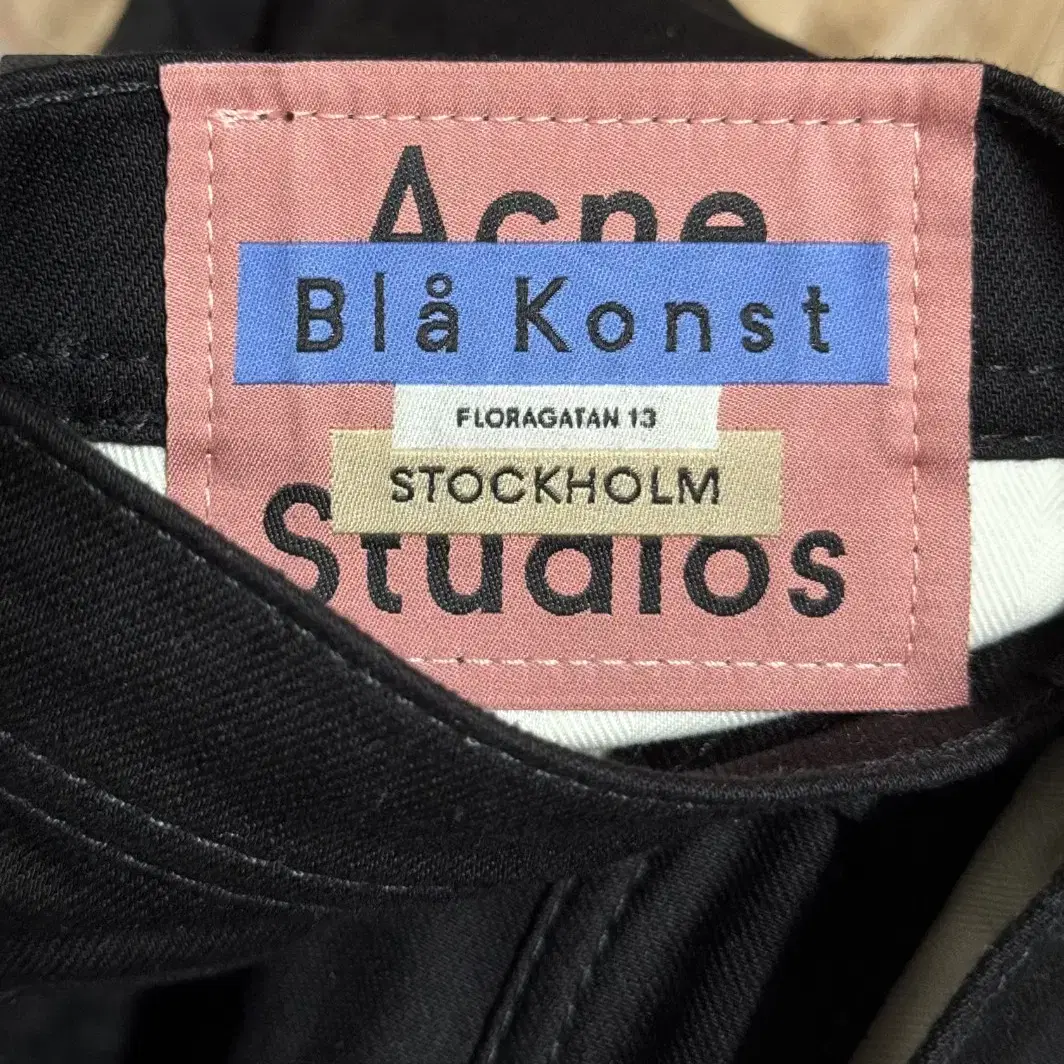 Acne
Blå Konst
FLORAGATAN 13
STOCKHOLM
Studios